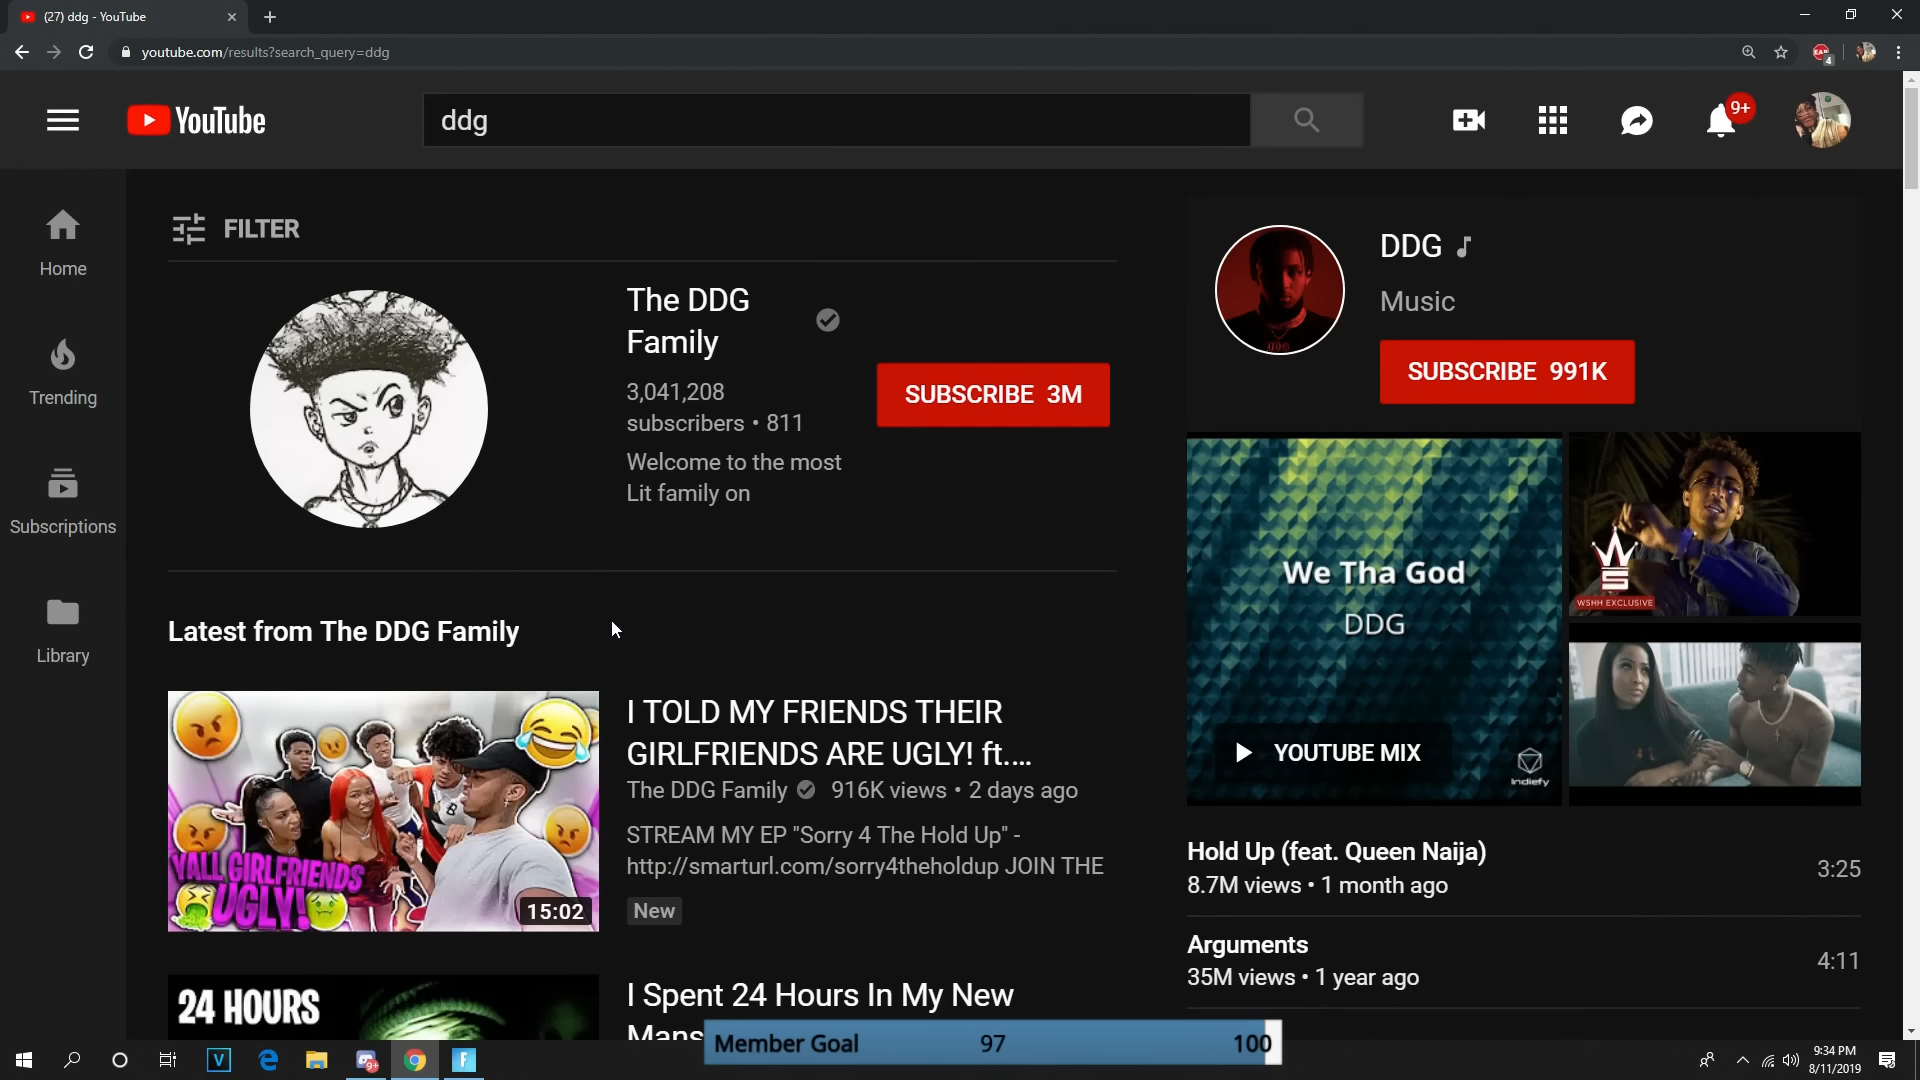 (27) ddg - YouTube
youtube.com/results?search_query=ddg
4
YouTube
ddg
9+
Home
Trending
Subscriptions
Library
FILTER
The DDG
Family
3,041,208
subscribers • 811
Welcome to the most
Lit family on
SUBSCRIBE 3M
Latest from The DDG Family
YALL GIRLFRIENDS
UGLY!
15:02
I TOLD MY FRIENDS THEIR
GIRLFRIENDS ARE UGLY! ft....
The DDG Family 916K views • 2 days ago
STREAM MY EP "Sorry 4 The Hold Up" -
http://smarturl.com/sorry4theholdup JOIN THE
New
24 HOURS
I Spent 24 Hours In My New
Mans
DDG
Music
SUBSCRIBE 991K
We Tha God
DDG
YOUTUBE MIX
Indiefy
WSHH EXCLUSIVE
Hold Up (feat. Queen Naija)
8.7M views • 1 month ago
3:25
Arguments
35M views • 1 year ago
4:11
Member Goal 97 100
9+
9:34 PM
8/11/2019